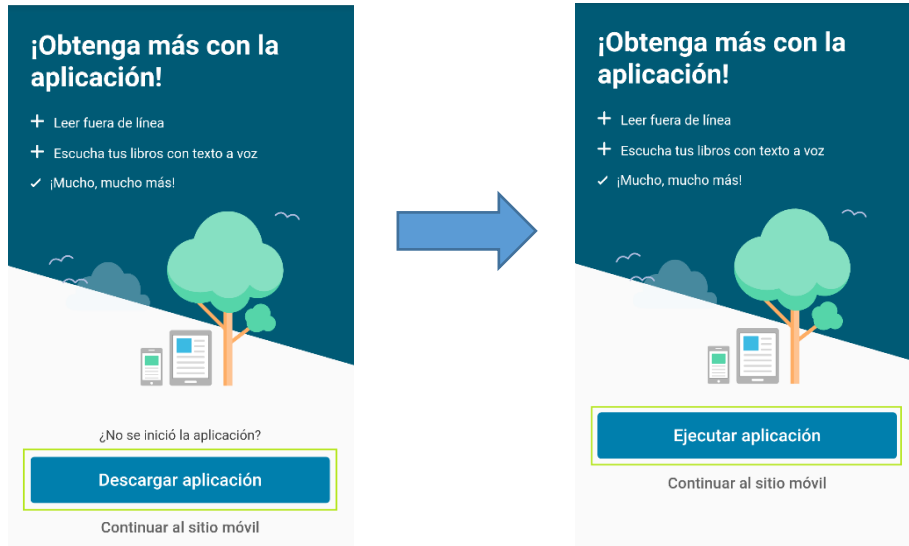 ¡Obtenga más con la
aplicación!
Leer fuera de línea
Escucha tus libros con texto a voz
¡Mucho, mucho más!
¿No se inició la aplicación?
Descargar aplicación
Continuar al sitio móvil
¡Obtenga más con la
aplicación!
Leer fuera de línea
Escucha tus libros con texto a voz
¡Mucho, mucho más!
Ejecutar aplicación
Continuar al sitio móvil